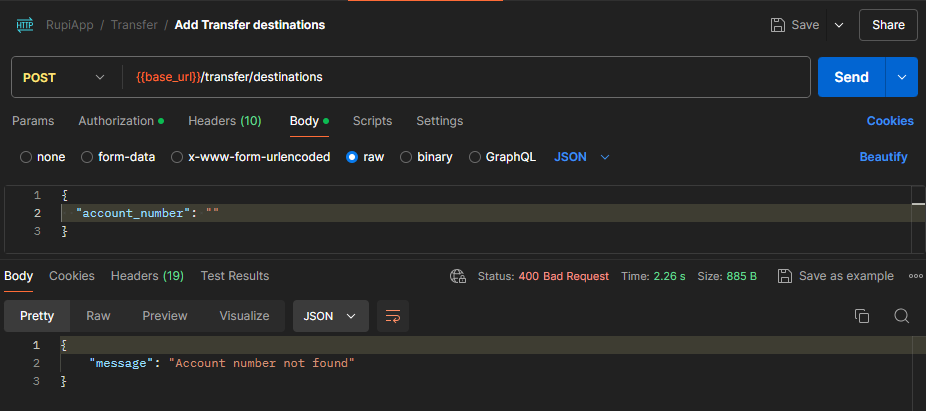 HTTP RupiApp / Transfer / Add Transfer destinations Save Share
POST {{base_url}}/transfer/destinations Send
Params Authorization Headers (10) Body Scripts Settings Cookies
none form-data x-www-form-urlencoded raw binary GraphQL JSON Beautify
1 {
2 "account_number": ""
3 }
Body Cookies Headers (19) Test Results Status: 400 Bad Request Time: 2.26 s Size: 885 B Save as example
Pretty Raw Preview Visualize JSON
1 {
2 "message": "Account number not found"
3 }